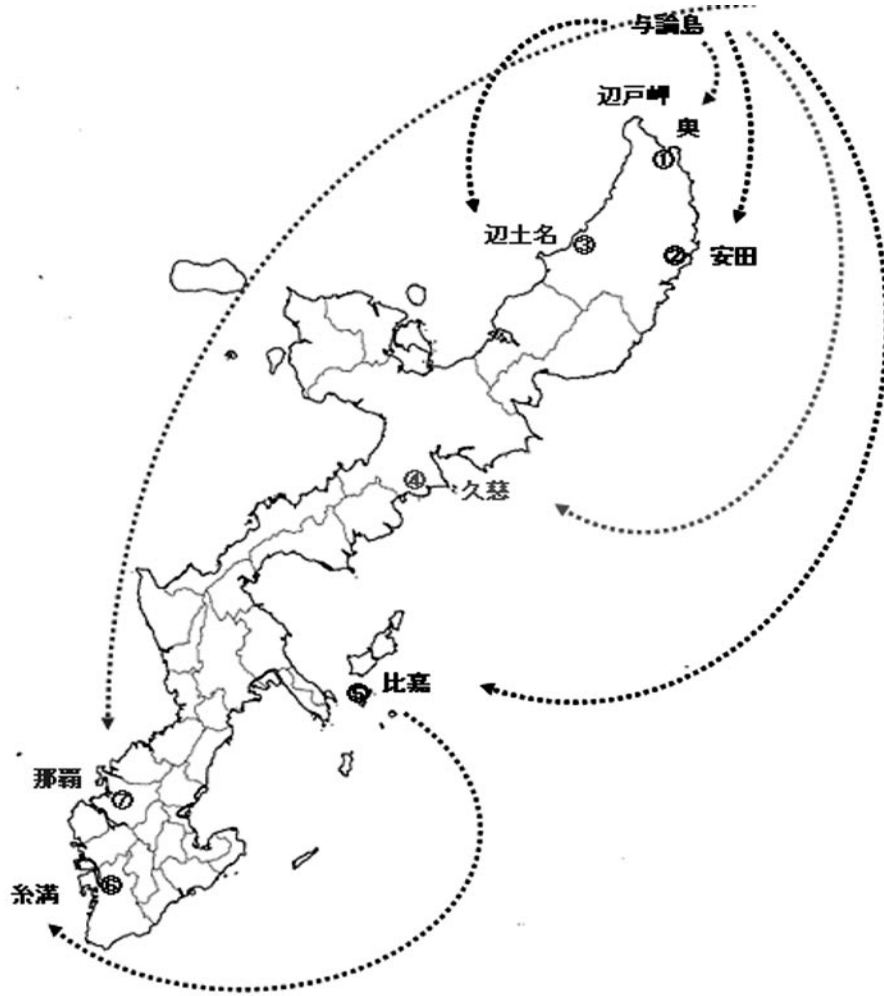 与論島
辺戸岬
奥
①
辺土名
③
②
安田
④
久慈
⑤
比嘉
那覇
⑦
糸満
⑥